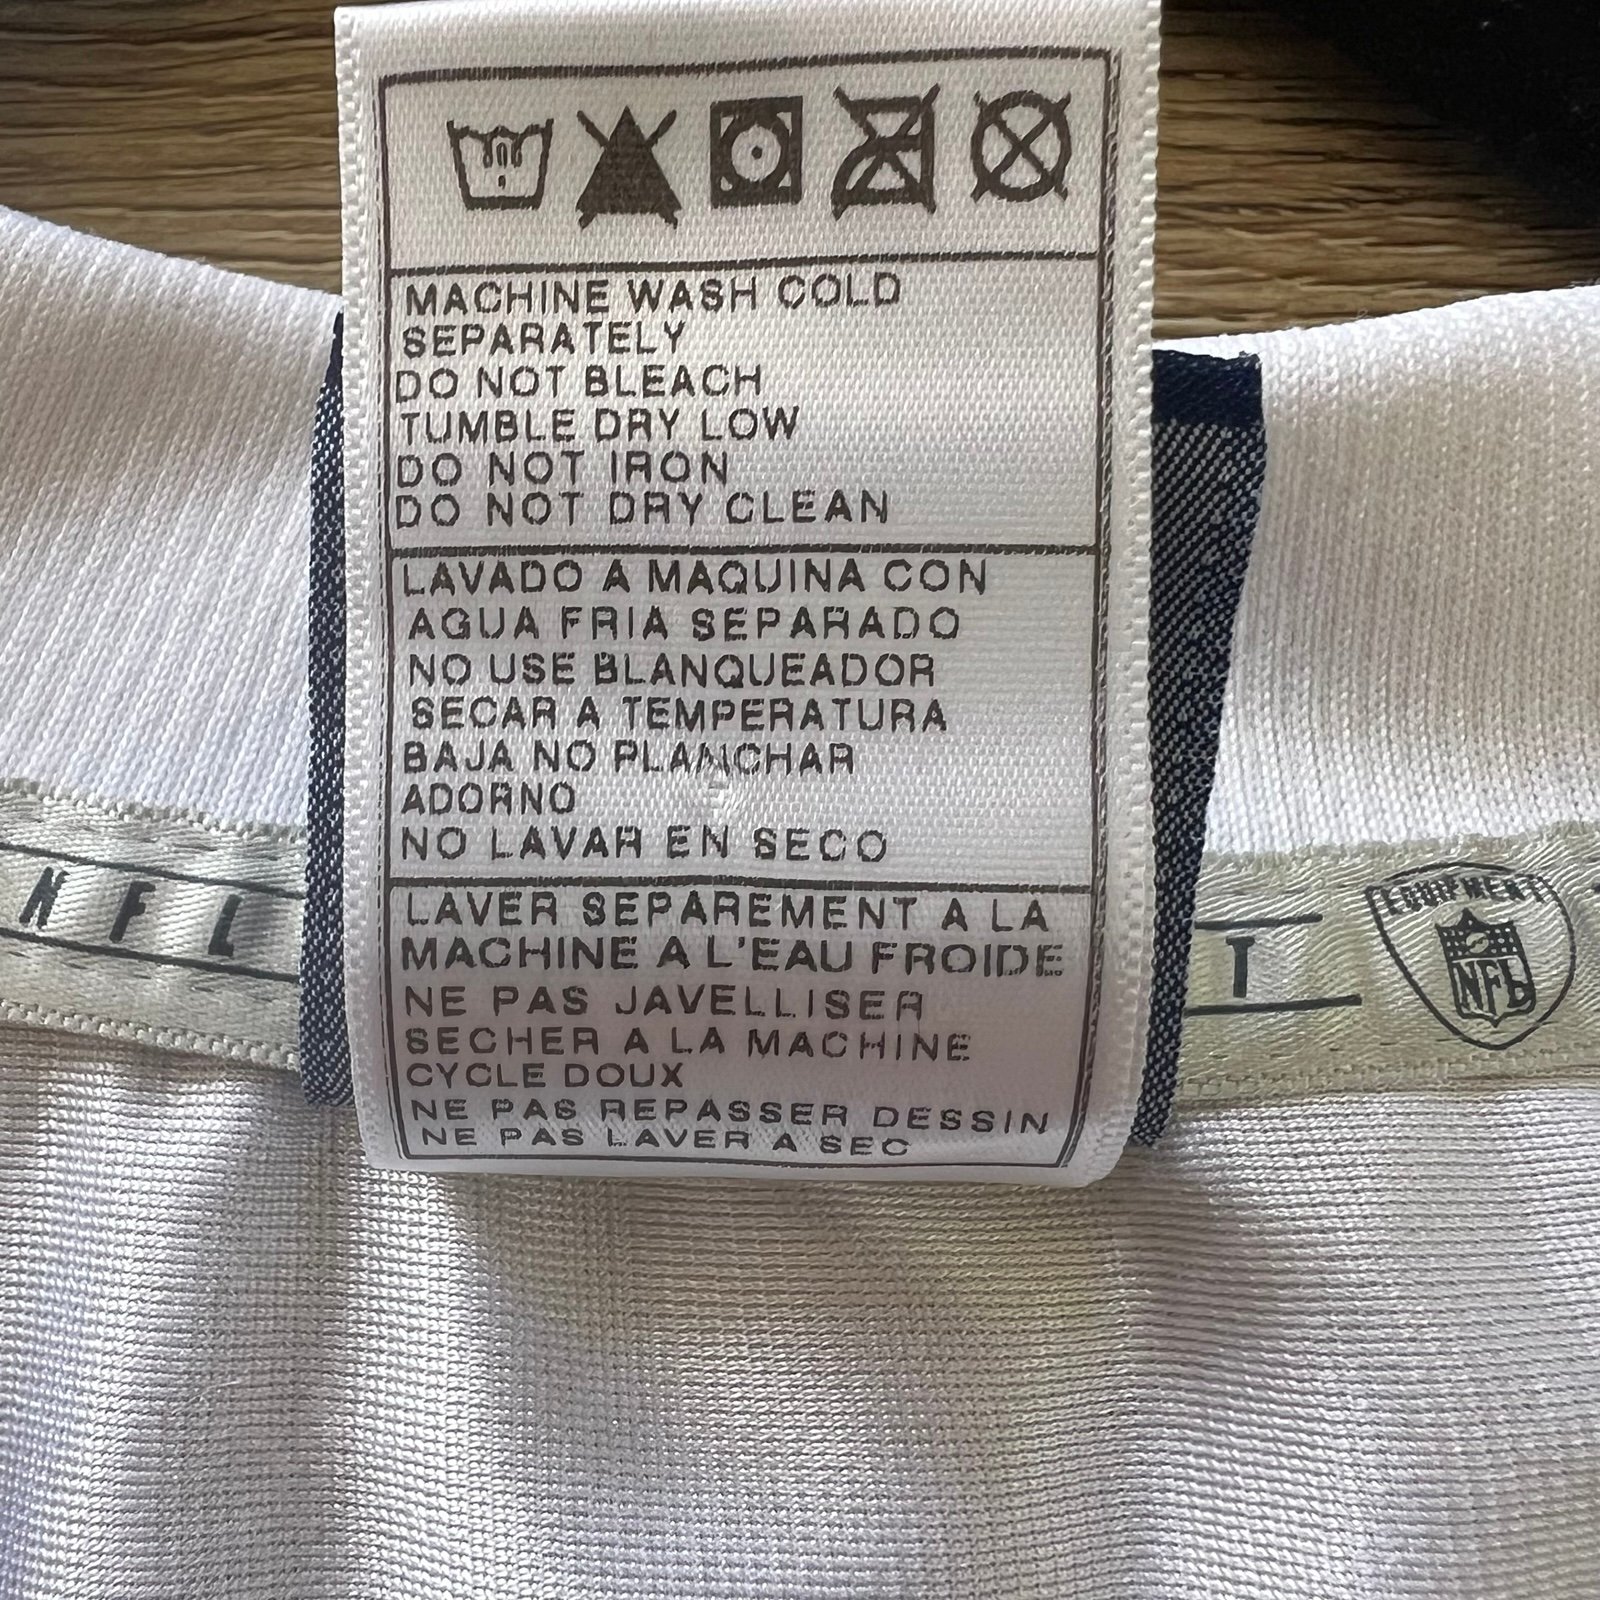 MACHINE WASH COLD
SEPARATELY
DO NOT BLEACH
TUMBLE DRY LOW
DO NOT IRON
DO NOT DRY CLEAN
LAVADO A MAQUINA CON
AGUA FRIA SEPARADO
NO USE BLANQUEADOR
SECAR A TEMPERATURA
BAJA NO PLANCHAR
ADORNO
NO LAVAR EN SECO
LAVER SEPAREMENT A LA
MACHINE A L'EAU FROIDE
NE PAS JAVELLISER
SECHER A LA MACHINE
CYCLE DOUX
NE PAS REPASSER DESSIN
NE PAS LAVER A SEC
NFL
T
EQUIPMENT
NFL